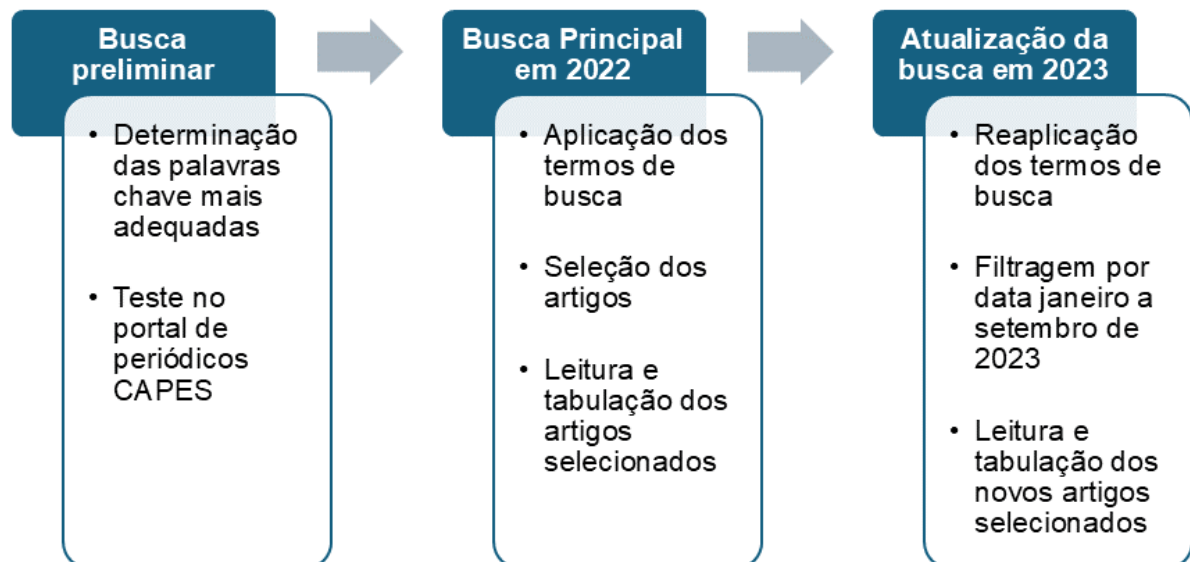 Busca
preliminar
• Determinação
das palavras
chave mais
adequadas
• Teste no
portal de
periódicos
CAPES
Busca Principal
em 2022
• Aplicação dos
termos de
busca
• Seleção dos
artigos
• Leitura e
tabulação dos
artigos
selecionados
Atualização da
busca em 2023
• Reaplicação
dos termos de
busca
• Filtragem por
data janeiro a
setembro de
2023
• Leitura e
tabulação dos
novos artigos
selecionados